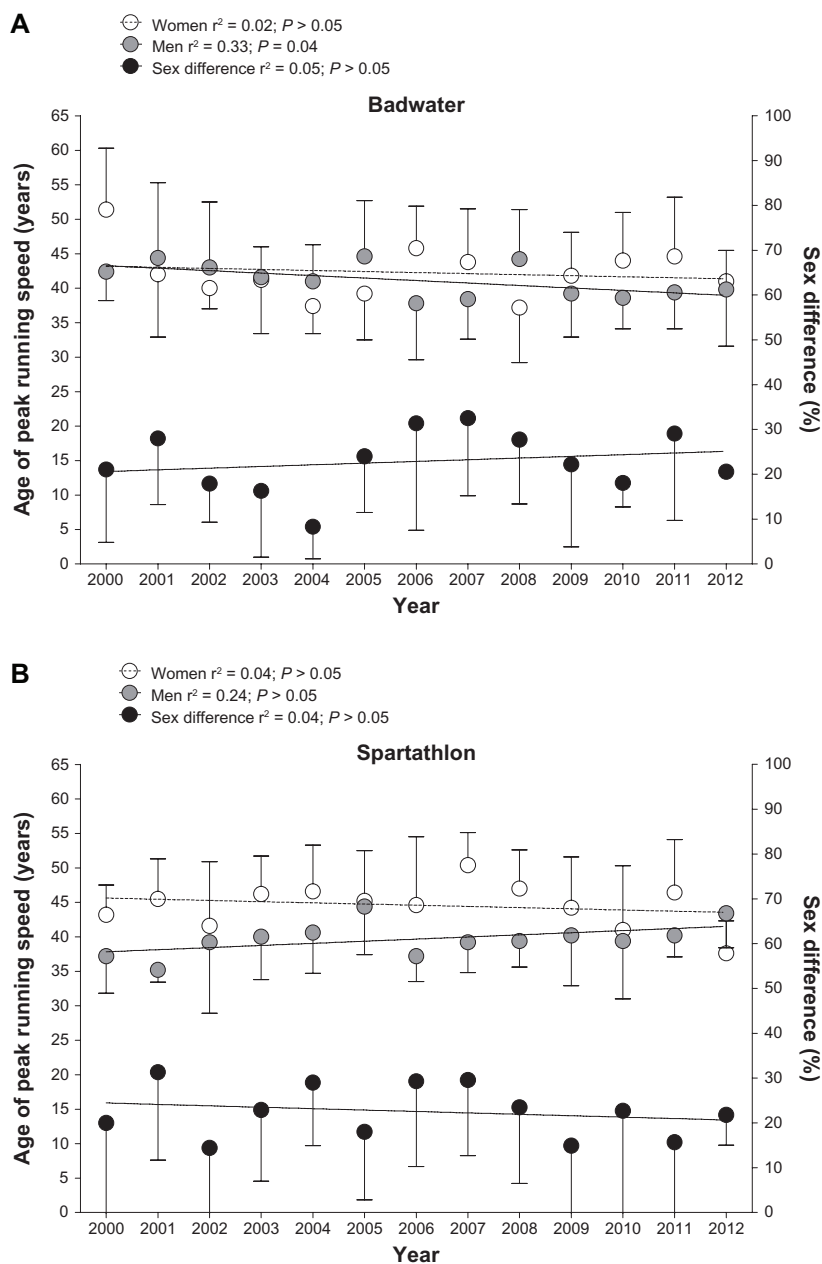 A
Women r² = 0.02; P > 0.05
Men r² = 0.33; P = 0.04
Sex difference r² = 0.05; P > 0.05
Badwater
Age of peak running speed (years)
65
60
55
50
45
40
35
30
25
20
15
10
5
0
100
90
80
70
60
50
40
30
20
10
0
Sex difference (%)
2000 2001 2002 2003 2004 2005 2006 2007 2008 2009 2010 2011 2012
Year
B
Women r² = 0.04; P > 0.05
Men r² = 0.24; P > 0.05
Sex difference r² = 0.04; P > 0.05
Spartathlon
Age of peak running speed (years)
65
60
55
50
45
40
35
30
25
20
15
10
5
0
100
90
80
70
60
50
40
30
20
10
0
Sex difference (%)
2000 2001 2002 2003 2004 2005 2006 2007 2008 2009 2010 2011 2012
Year